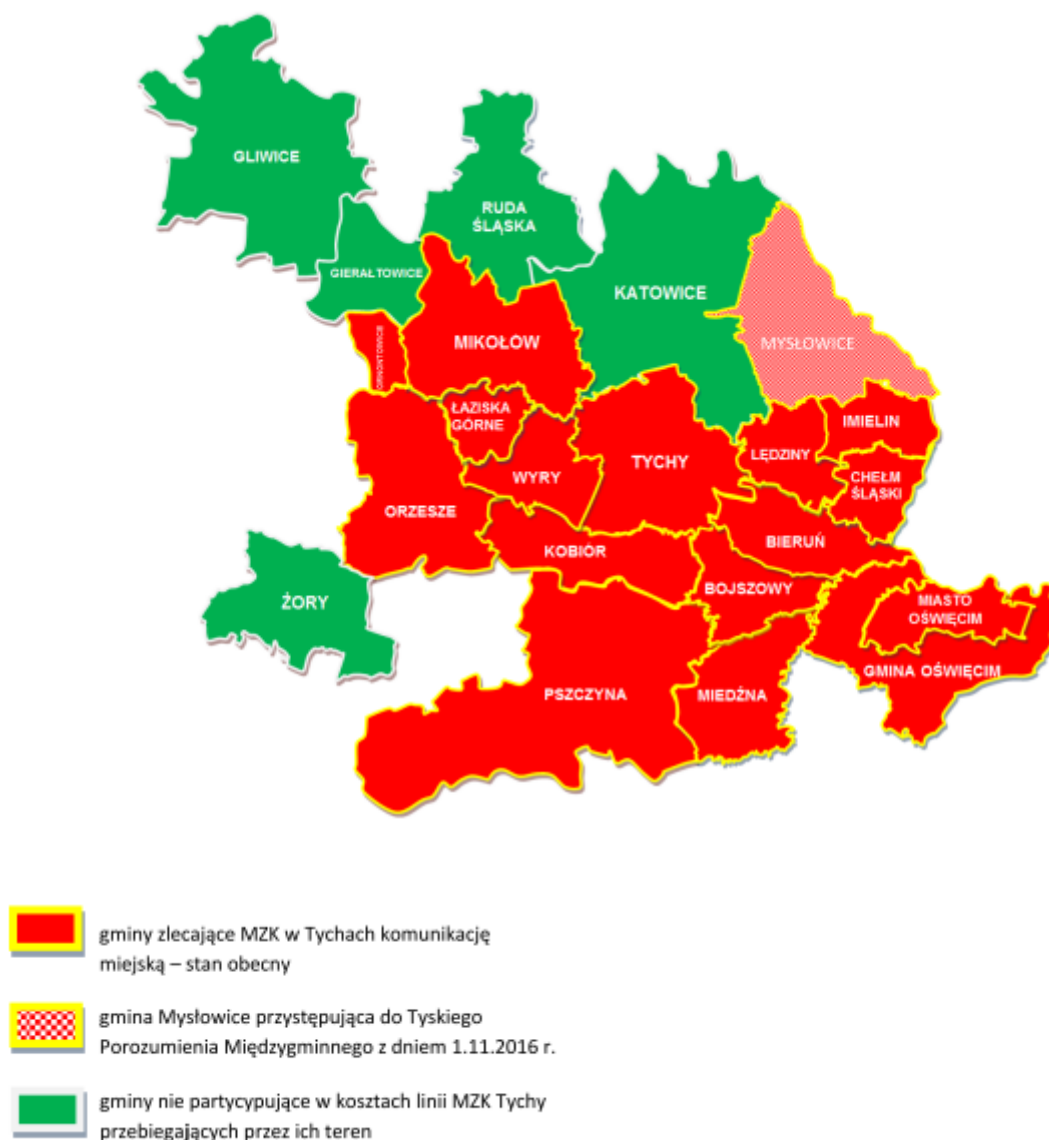 GLIWICE
RUDA
ŚLĄSKA
GIERAŁTOWICE
KATOWICE
ORNONTOWICE
MIKOŁÓW
MYSŁOWICE
ŁAZISKA
GÓRNE
IMIELIN
LĘDZINY
TYCHY
WYRY
CHEŁM
ŚLĄSKI
ORZESZE
BIERUŃ
KOBIÓR
BOJSZOWY
ŻORY
MIASTO
OŚWIĘCIM
GMINA OŚWIĘCIM
PSZCZYNA
MIEDŹNA
gminy zlecające MZK w Tychach komunikację
miejską – stan obecny
gmina Mysłowice przystępująca do Tyskiego
Porozumienia Międzygminnego z dniem 1.11.2016 r.
gminy nie partycypujące w kosztach linii MZK Tychy
przebiegających przez ich teren